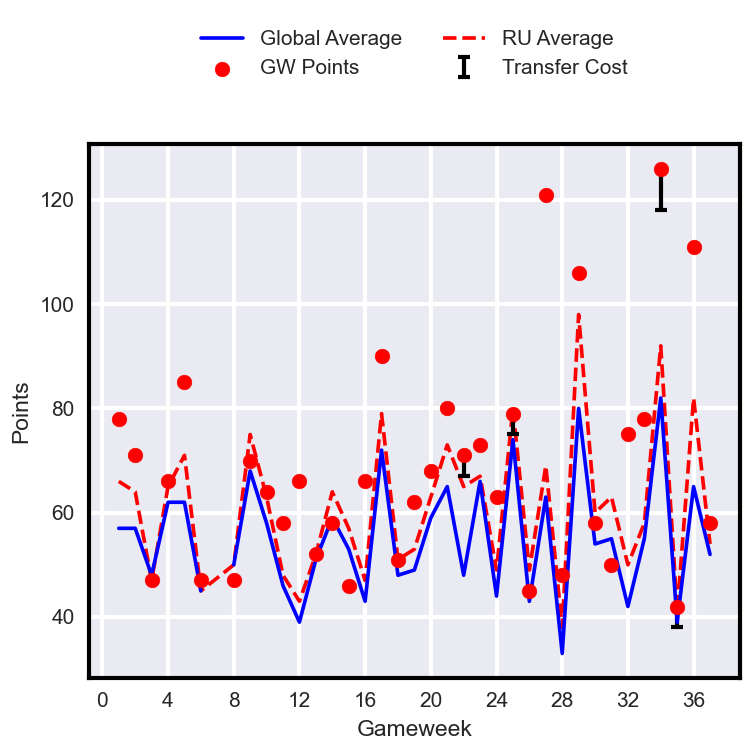 Global Average RU Average
GW Points Transfer Cost
120
100
80
60
40
Points
0 4 8 12 16 20 24 28 32 36
Gameweek